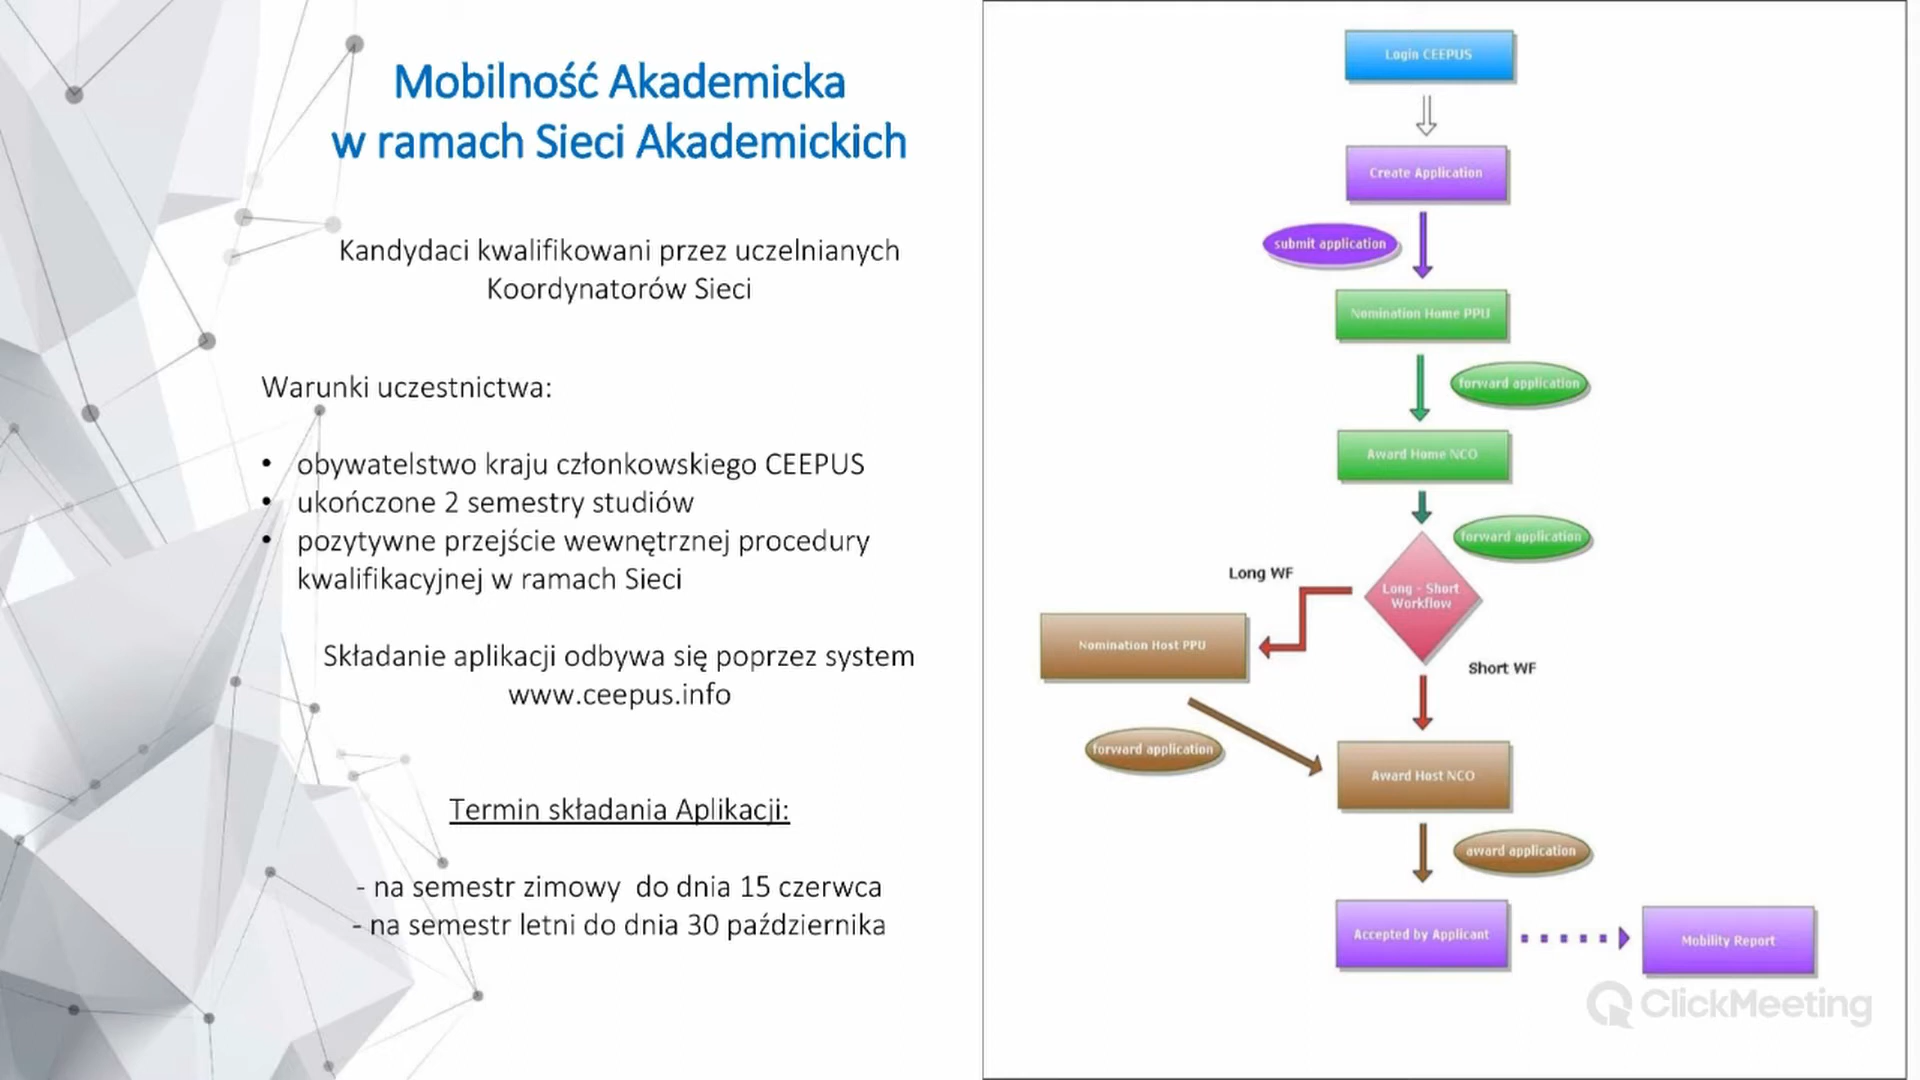 Mobilność Akademicka
w ramach Sieci Akademickich
Kandydaci kwalifikowani przez uczelnianych
Koordynatorów Sieci
Warunki uczestnictwa:
• obywatelstwo kraju członkowskiego CEEPUS
• ukończone 2 semestry studiów
• pozytywne przejście wewnętrznej procedury
kwalifikacyjnej w ramach Sieci
Składanie aplikacji odbywa się poprzez system
www.ceepus.info
Termin składania Aplikacji:
- na semestr zimowy  do dnia 15 czerwca
- na semestr letni do dnia 30 października
Login CEEPUS
Create Application
submit application
Nomination Home PPU
forward application
Award Home NCO
forward application
Long - Short
Workflow
Long WF
Nomination Host PPU
Short WF
forward application
Award Host NCO
award application
Accepted by Applicant
Mobility Report
ClickMeeting